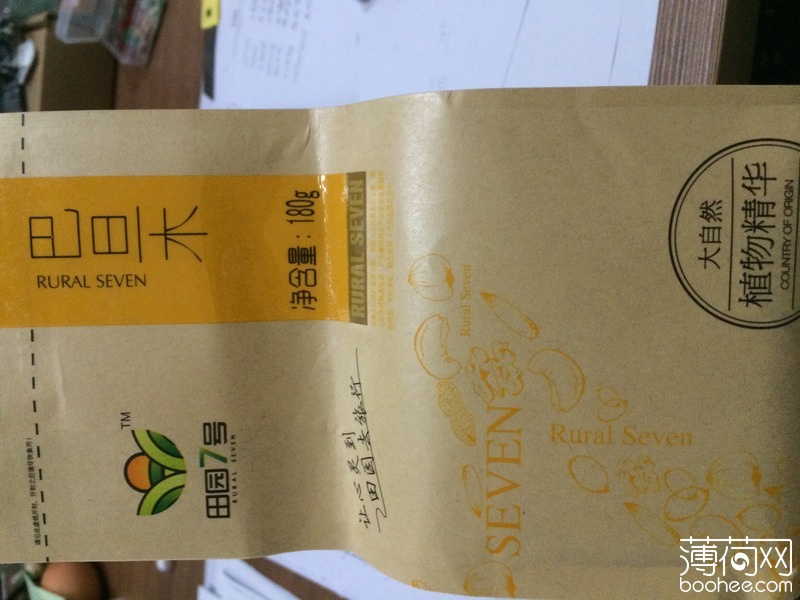 巴旦木
RURAL SEVEN
净含量：180g
RURAL SEVEN
TM
田园7号
RURAL SEVEN
让心灵到
田园去旅行
Rural Seven
SEVEN
Rural Seven
大自然
植物精华
COUNTRY OF ORIGIN
薄荷网
boohee.com